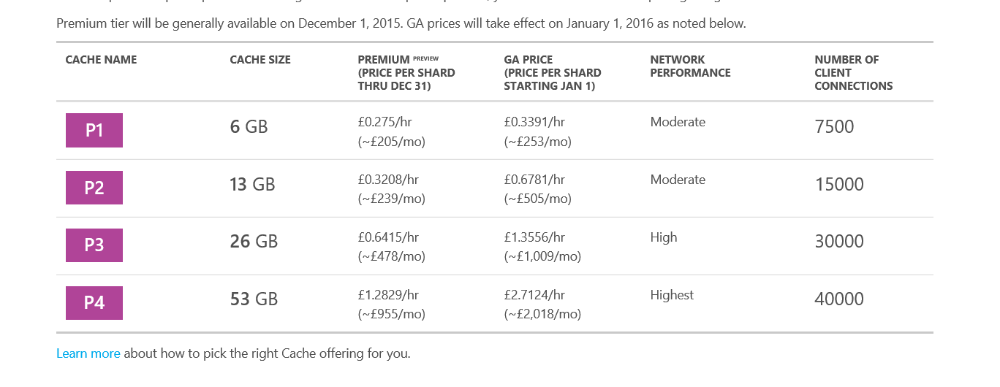 Premium tier will be generally available on December 1, 2015. GA prices will take effect on January 1, 2016 as noted below.
CACHE NAME CACHE SIZE PREMIUM PREVIEW (PRICE PER SHARD THRU DEC 31) GA PRICE (PRICE PER SHARD STARTING JAN 1) NETWORK PERFORMANCE NUMBER OF CLIENT CONNECTIONS
P1 6 GB £0.275/hr (~£205/mo) £0.3391/hr (~£253/mo) Moderate 7500
P2 13 GB £0.3208/hr (~£239/mo) £0.6781/hr (~£505/mo) Moderate 15000
P3 26 GB £0.6415/hr (~£478/mo) £1.3556/hr (~£1,009/mo) High 30000
P4 53 GB £1.2829/hr (~£955/mo) £2.7124/hr (~£2,018/mo) Highest 40000
Learn more about how to pick the right Cache offering for you.